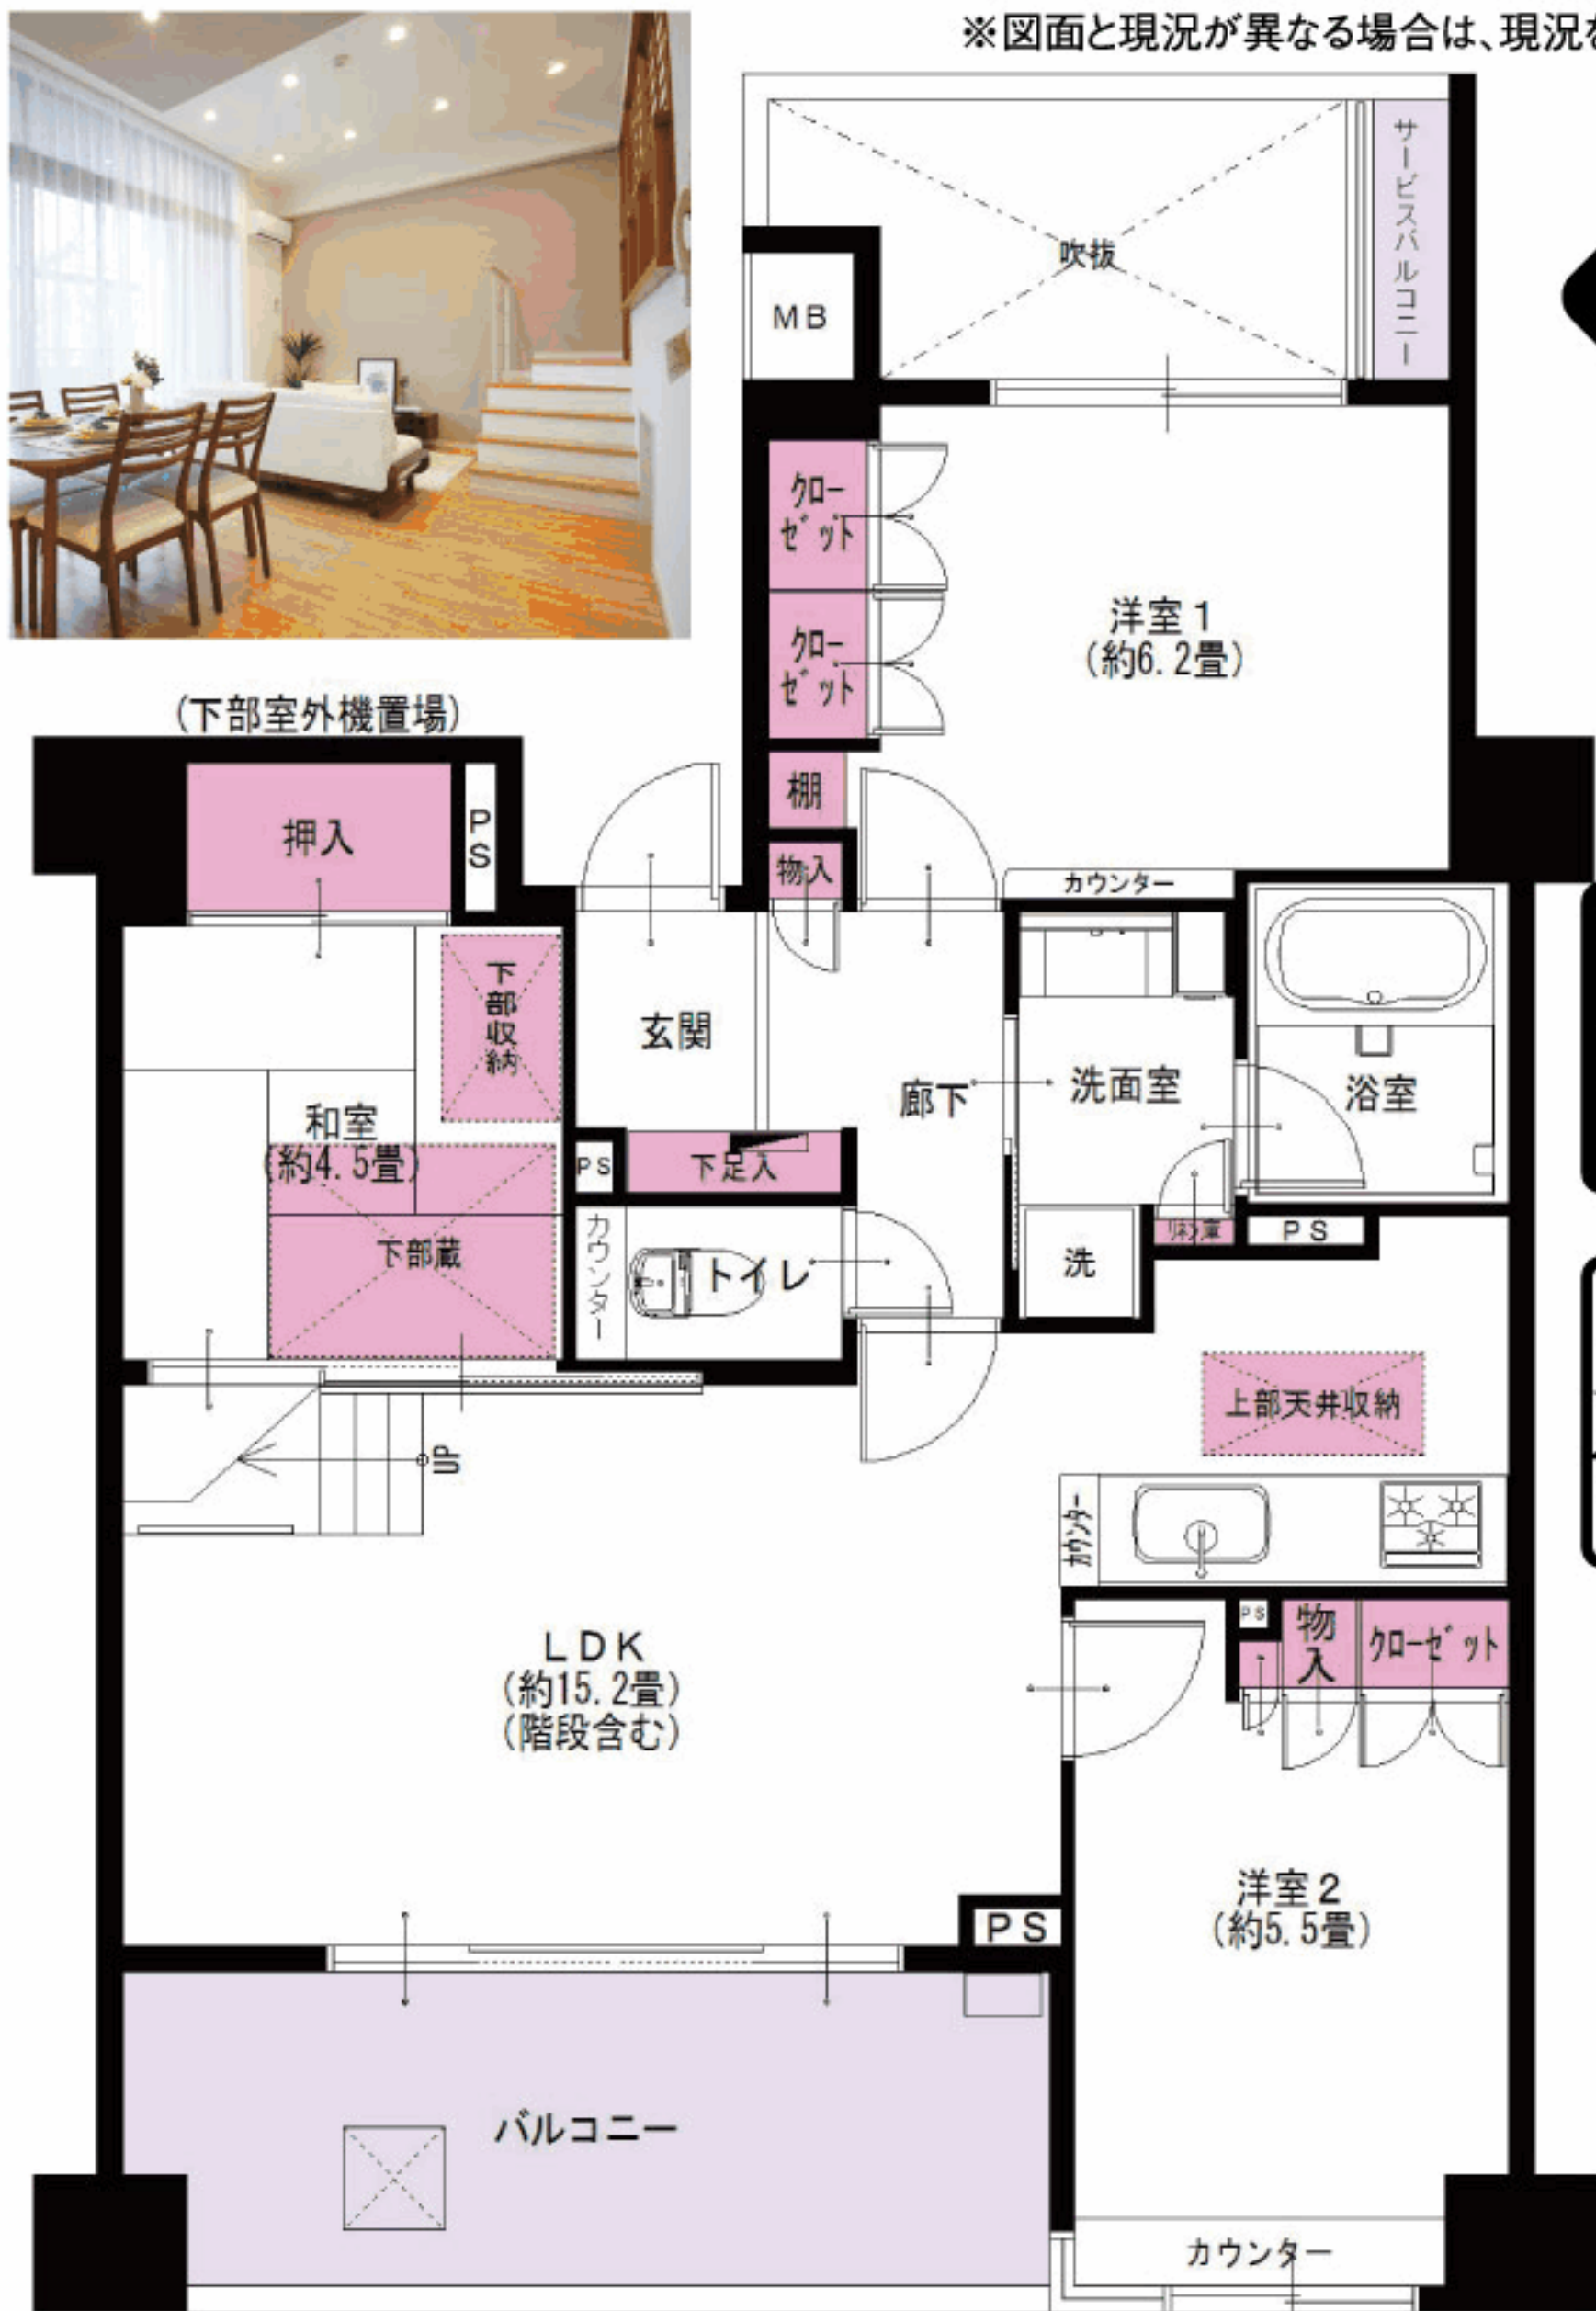 ※図面と現況が異なる場合は、現況を
サービスバルコニー
吹抜
MB
クロー
ゼット
クロー
ゼット
洋室1
(約6.2畳)
(下部室外機置場)
棚
押入
PS
物入
カウンター
下部収納
玄関
廊下
洗面室
浴室
和室
(約4.5畳)
PS
下足入
下部蔵
カウンター
トイレ
洗
リネン庫
PS
上部天井収納
UP
カウンター
PS
物入
クローゼット
LDK
(約15.2畳)
(階段含む)
洋室2
(約5.5畳)
PS
バルコニー
カウンター